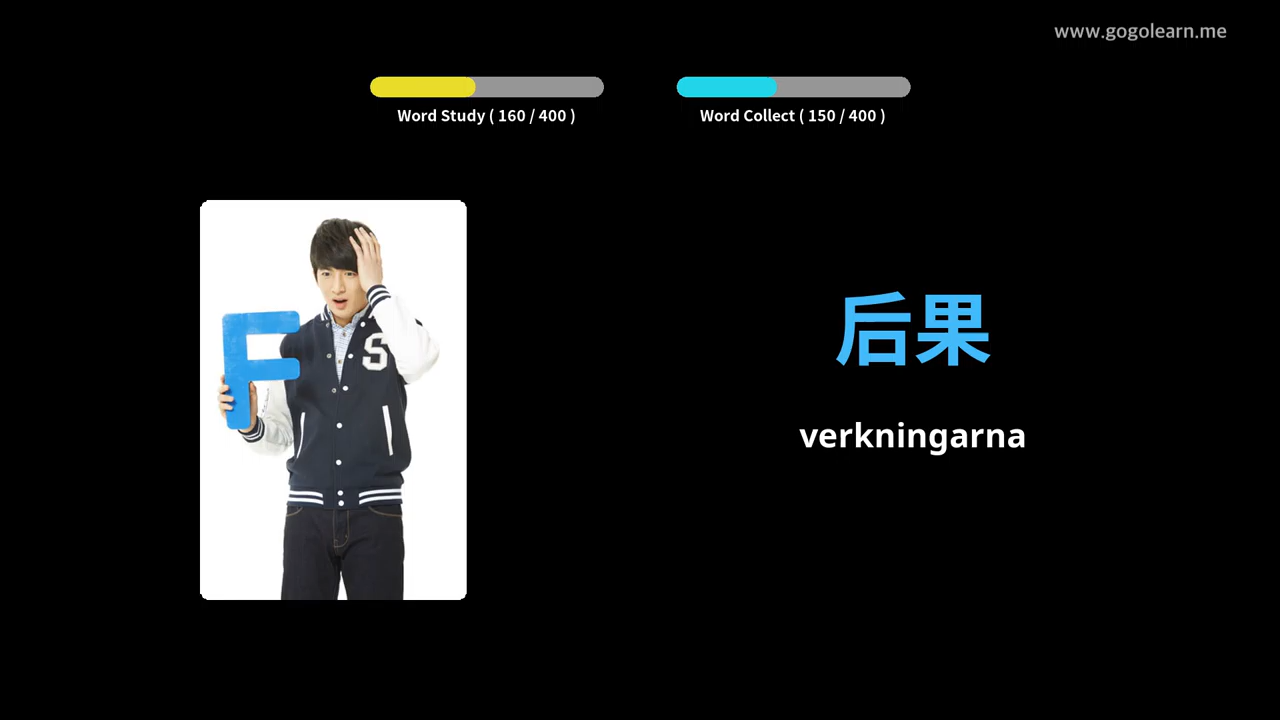 www.gogolearn.me
Word Study ( 160 / 400 )
Word Collect ( 150 / 400 )
F
S
后果
verkningarna